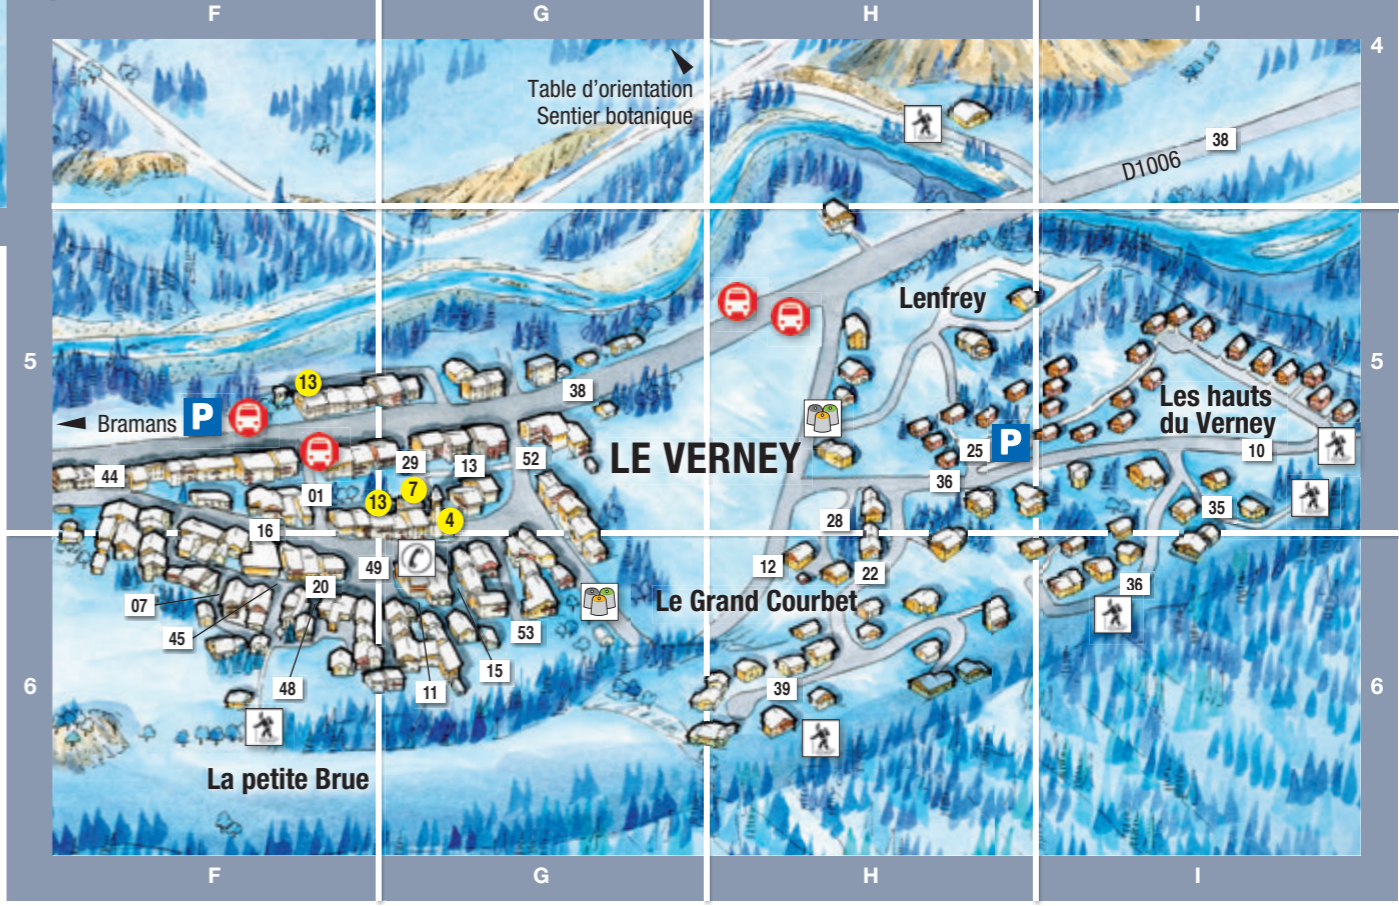 F G H I
4
Table d'orientation
Sentier botanique
38
D1006
Lenfrey
5
5
13
38
Les hauts
du Verney
Bramans
P
LE VERNEY
P
25
10
44
29
13
52
36
01
13
7
35
16
4
28
49
12
22
20
36
07
Le Grand Courbet
45
53
15
48
11
39
6
6
La petite Brue
F G H I